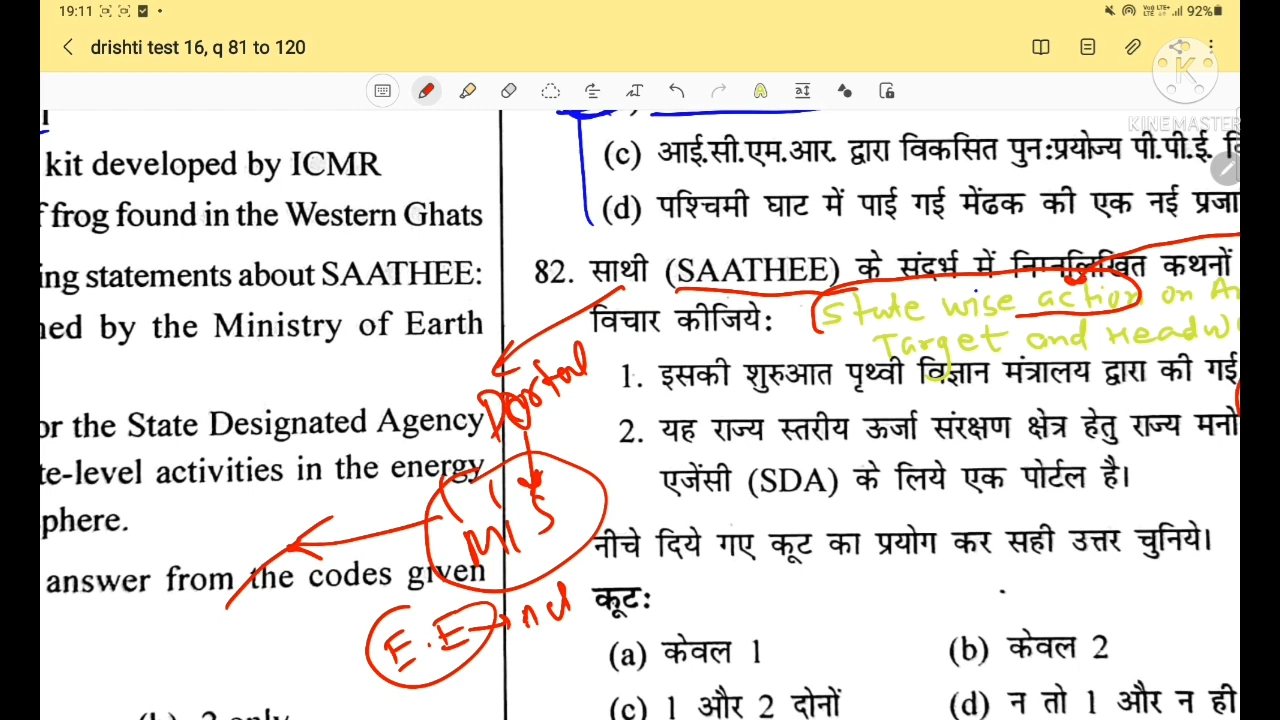 19:11 92%
drishti test 16, q 81 to 120
KINEMASTER
kit developed by ICMR
frog found in the Western Ghats
ing statements about SAATHEE:
ned by the Ministry of Earth
or the State Designated Agency
te-level activities in the energy
phere.
answer from the codes given
2 only
(c) आई.सी.एम.आर. द्वारा विकसित पुनःप्रयोज्य पी.पी.ई.
(d) पश्चिमी घाट में पाई गई मेंढक की एक नई प्रजा
82. साथी (SAATHEE) के संदर्भ में निम्नलिखित कथनों
State wise action on
विचार कीजिये:
Target and Headw
1. इसकी शुरुआत पृथ्वी विज्ञान मंत्रालय द्वारा की गई
Portal
2. यह राज्य स्तरीय ऊर्जा संरक्षण क्षेत्र हेतु राज्य मनो
एजेंसी (SDA) के लिये एक पोर्टल है।
MIS
नीचे दिये गए कूट का प्रयोग कर सही उत्तर चुनिये।
कूट:
E.E
(a) केवल 1 (b) केवल 2
(c) 1 और 2 दोनों (d) न तो 1 और न ही